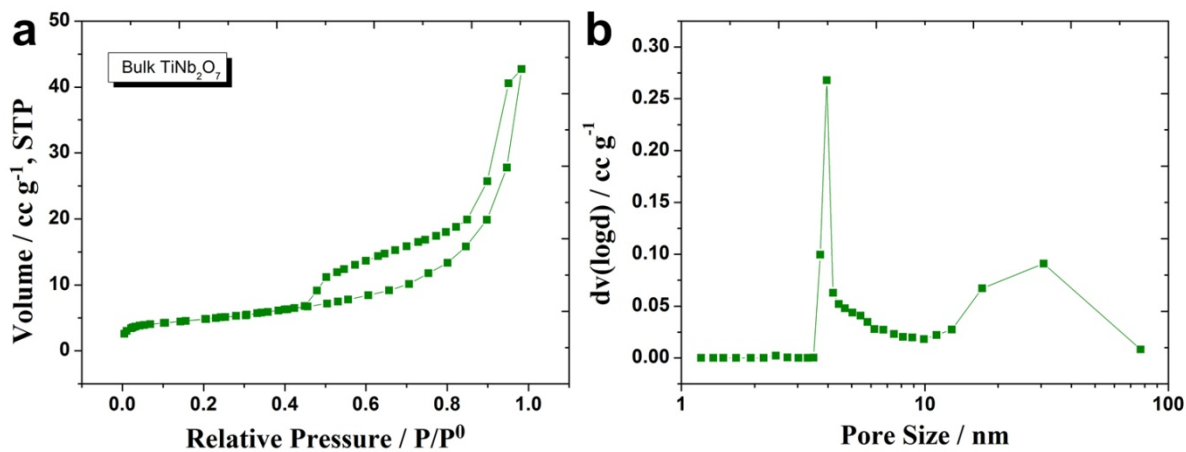 a
Bulk TiNb₂O₇
50
40
30
20
10
0
Volume / cc g⁻¹, STP
0.0 0.2 0.4 0.6 0.8 1.0
Relative Pressure / P/P⁰
b
0.30
0.25
0.20
0.15
0.10
0.05
0.00
dv(logd) / cc g⁻¹
1 10 100
Pore Size / nm